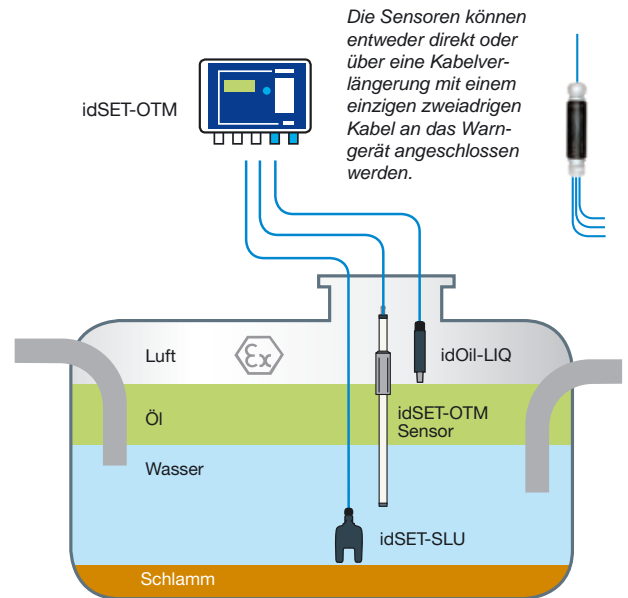 Die Sensoren können
entweder direkt oder
über eine Kabelver-
längerung mit einem
einzigen zweiadrigen
Kabel an das Warn-
gerät angeschlossen
werden.
idSET-OTM
Luft
εx
idOil-LIQ
Öl
idSET-OTM
Sensor
Wasser
idSET-SLU
Schlamm